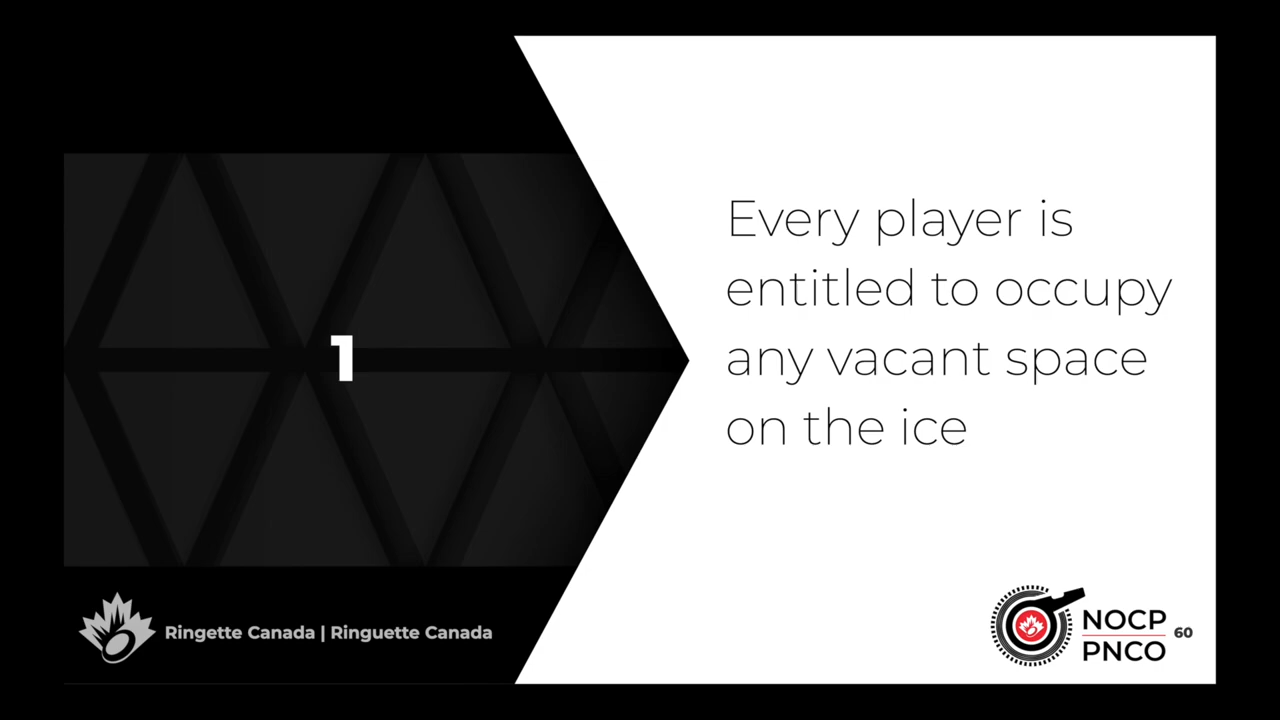 1
Every player is
entitled to occupy
any vacant space
on the ice
Ringette Canada | Ringuette Canada
NOCP
PNCO
60